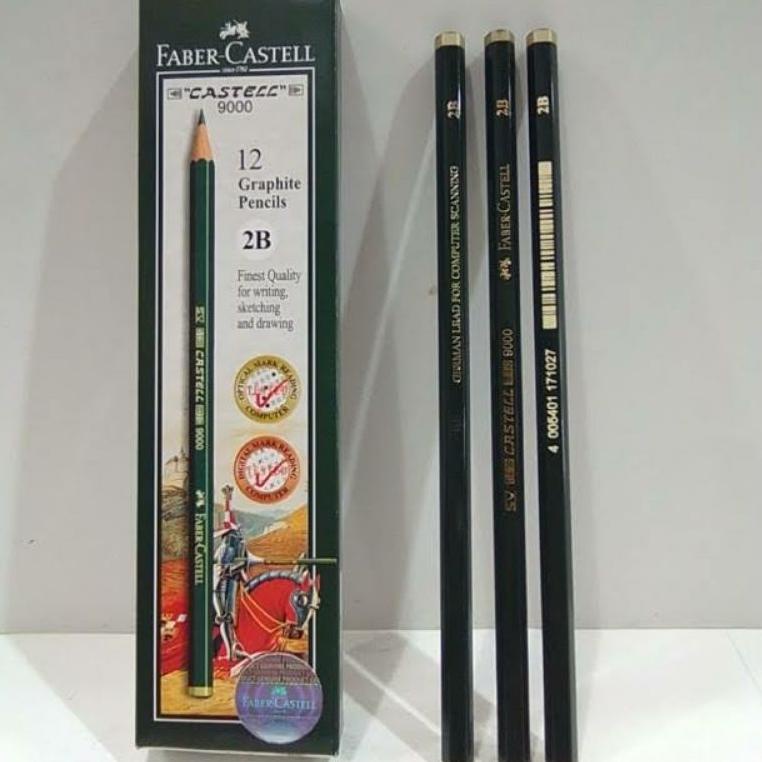 FABER-CASTELL
since 1761
"CASTELL"
9000
12
Graphite
Pencils
2B
Finest Quality
for writing,
sketching
and drawing
SV CASTELL 9000
FABER-CASTELL
OPTICAL MARK READING
COMPUTER
DIGITAL MARK READING
COMPUTER
FABER-CASTELL
2B
GERMAN LEAD FOR COMPUTER SCANNING
2B
FABER-CASTELL
SV CASTELL 9000
2B
4 005401 171027